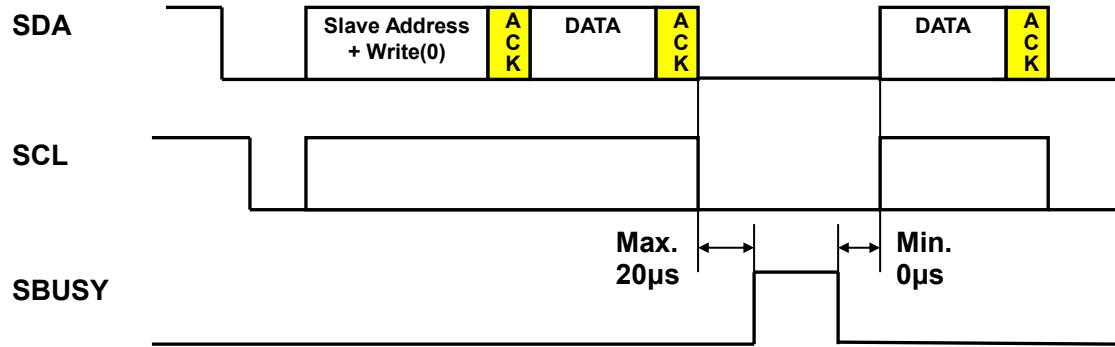 SDA
Slave Address
+ Write(0)
A
C
K
DATA
A
C
K
DATA
A
C
K
SCL
Max.
20µs
Min.
0µs
SBUSY